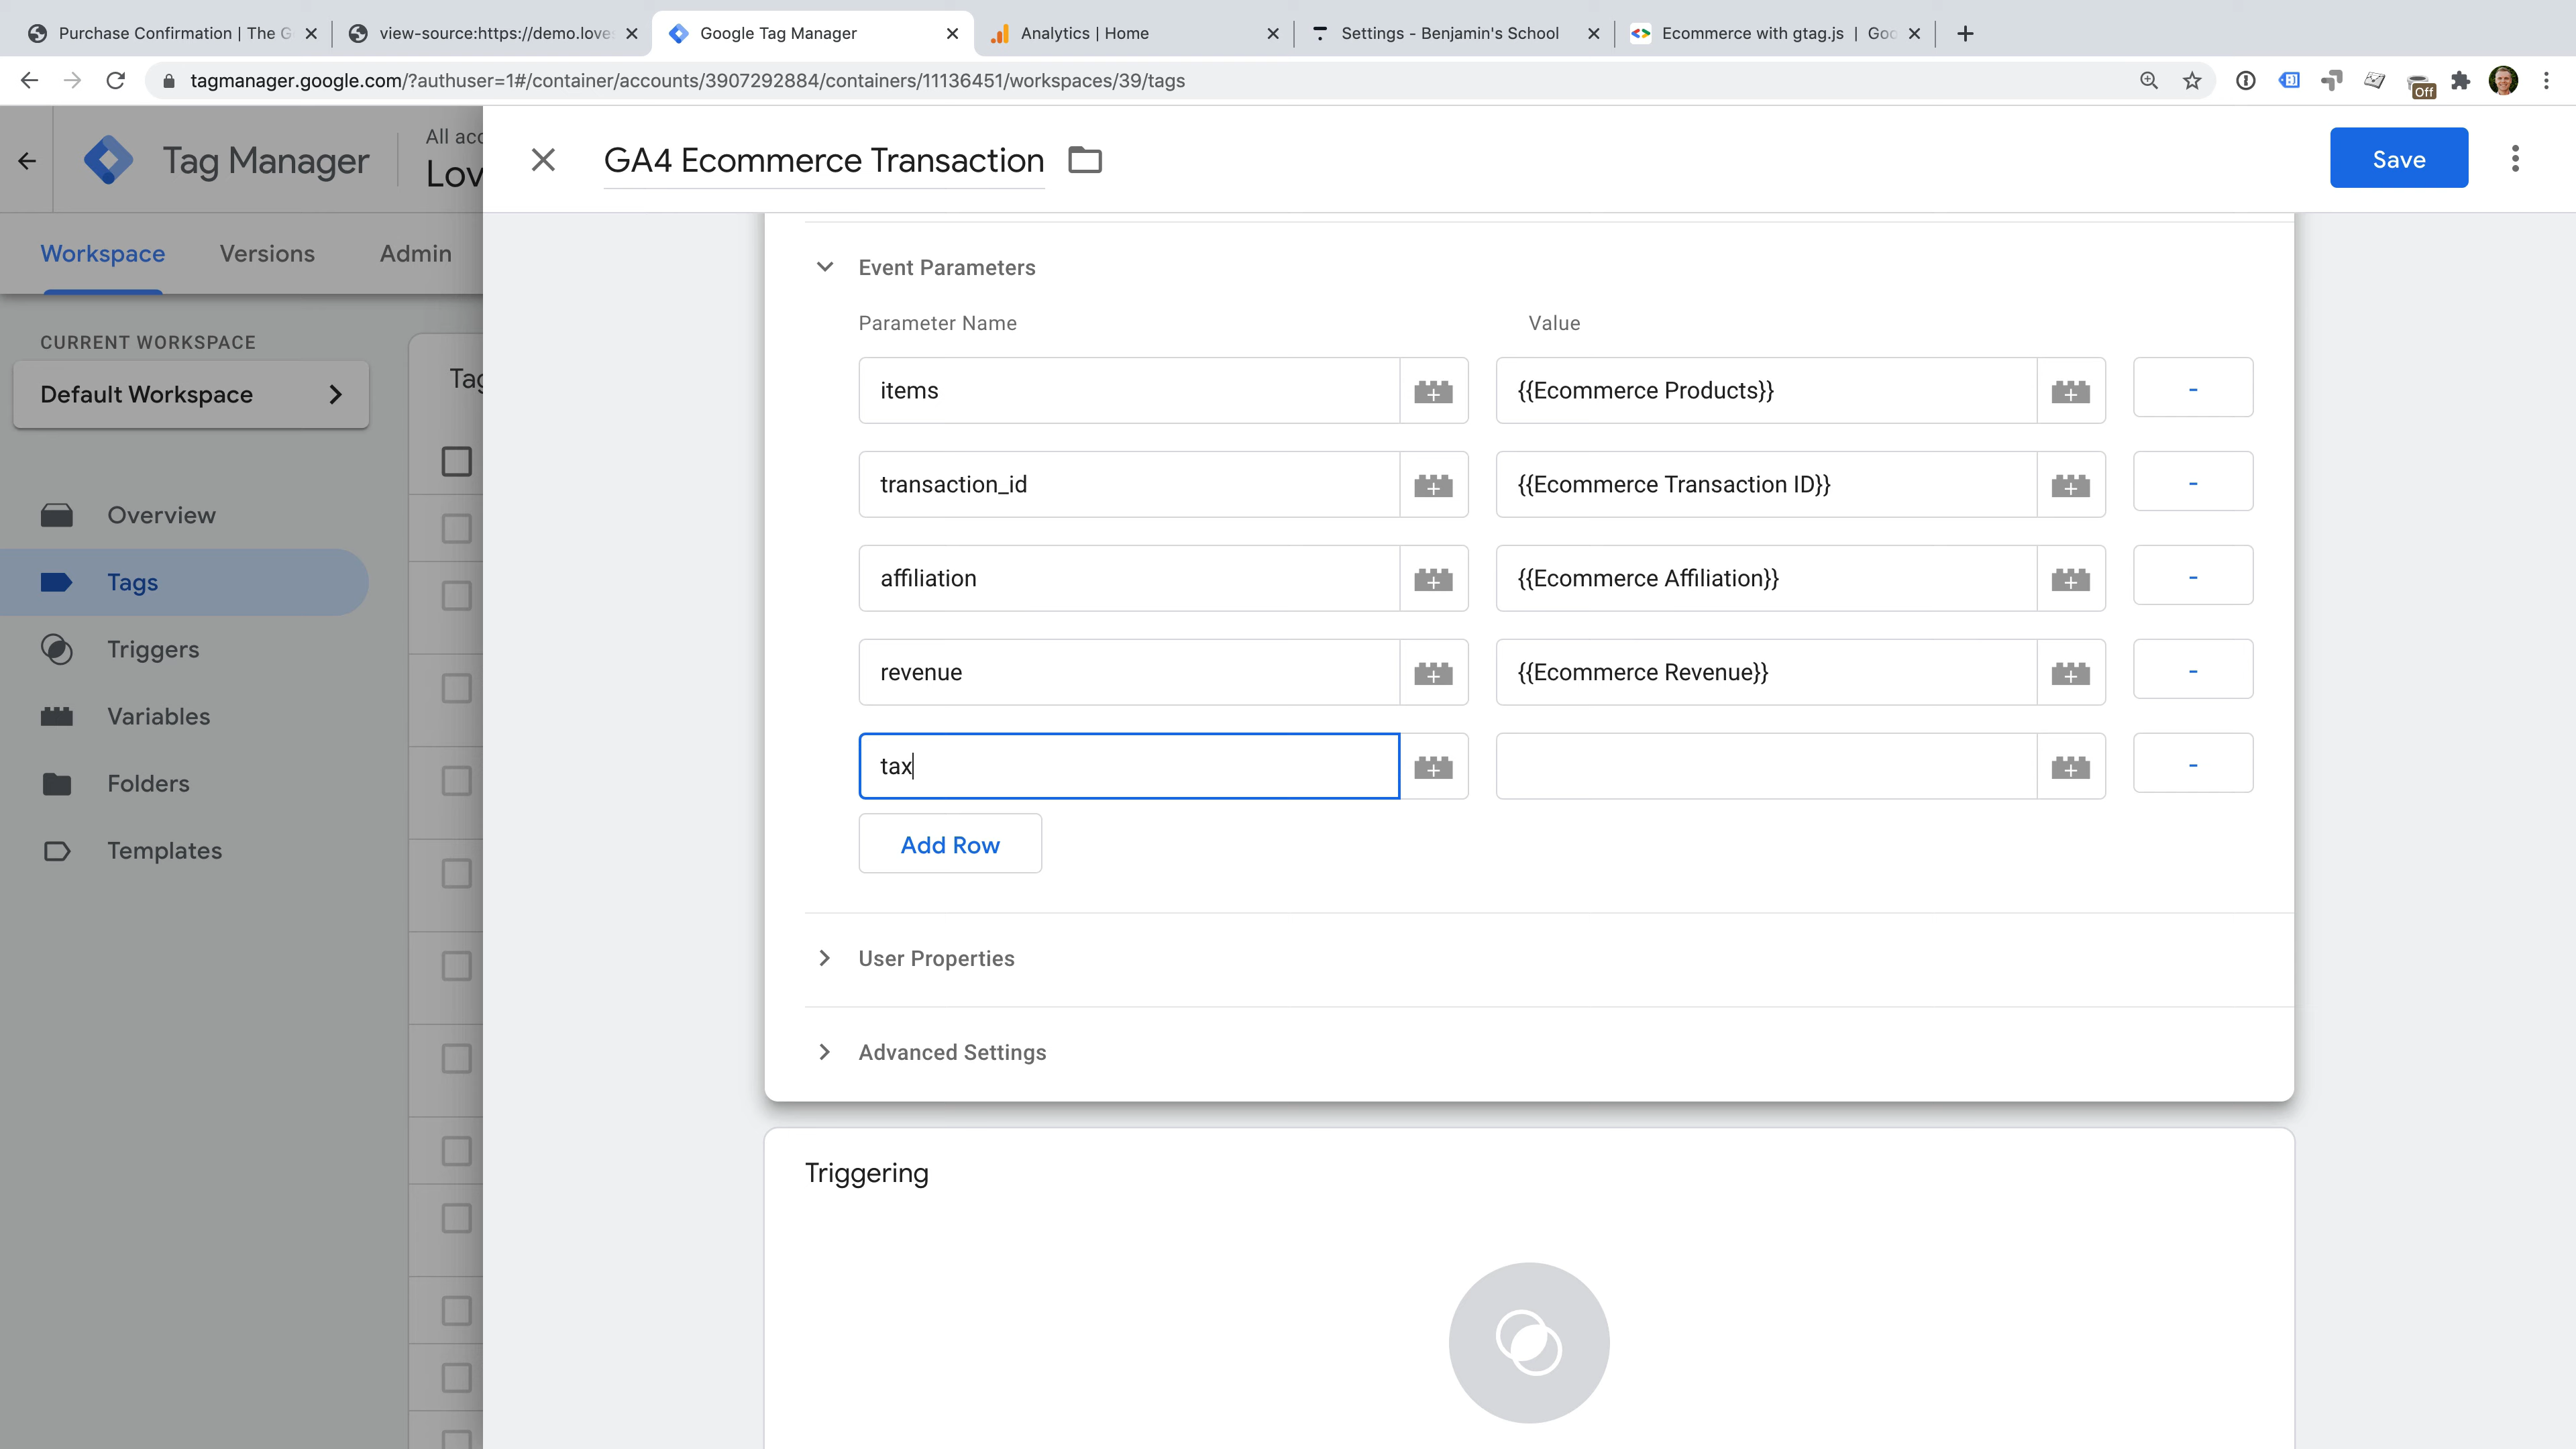 Purchase Confirmation | The G
view-source:https://demo.love
Google Tag Manager
Analytics | Home
Settings - Benjamin's School
Ecommerce with gtag.js | Goo
tagmanager.google.com/?authuser=1#/container/accounts/3907292884/containers/11136451/workspaces/39/tags
Off
Tag Manager
All acc
Lov
GA4 Ecommerce Transaction
Save
Workspace
Versions
Admin
CURRENT WORKSPACE
Default Workspace
Overview
Tags
Triggers
Variables
Folders
Templates
Tag
Event Parameters
Parameter Name
Value
items
{{Ecommerce Products}}
-
transaction_id
{{Ecommerce Transaction ID}}
-
affiliation
{{Ecommerce Affiliation}}
-
revenue
{{Ecommerce Revenue}}
-
tax
-
Add Row
User Properties
Advanced Settings
Triggering